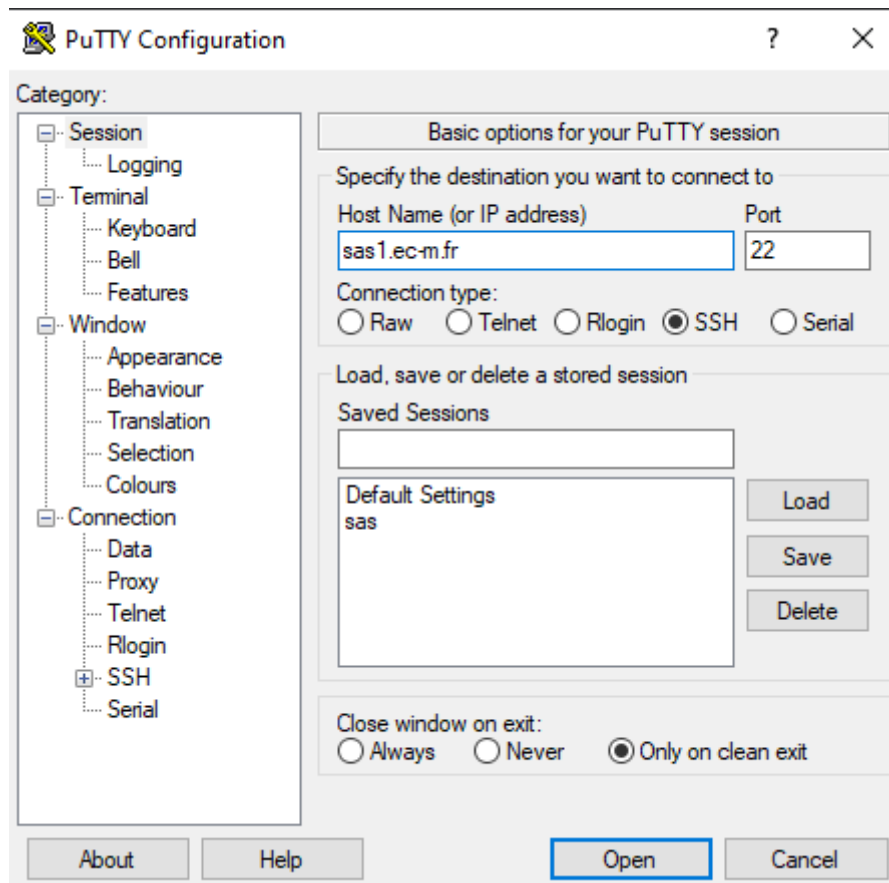 PuTTY Configuration
?
Category:
Session
Logging
Terminal
Keyboard
Bell
Features
Window
Appearance
Behaviour
Translation
Selection
Colours
Connection
Data
Proxy
Telnet
Rlogin
SSH
Serial
Basic options for your PuTTY session
Specify the destination you want to connect to
Host Name (or IP address) Port
sas1.ec-m.fr 22
Connection type:
Raw Telnet Rlogin SSH Serial
Load, save or delete a stored session
Saved Sessions
Default Settings
sas
Load
Save
Delete
Close window on exit:
Always Never Only on clean exit
About Help Open Cancel